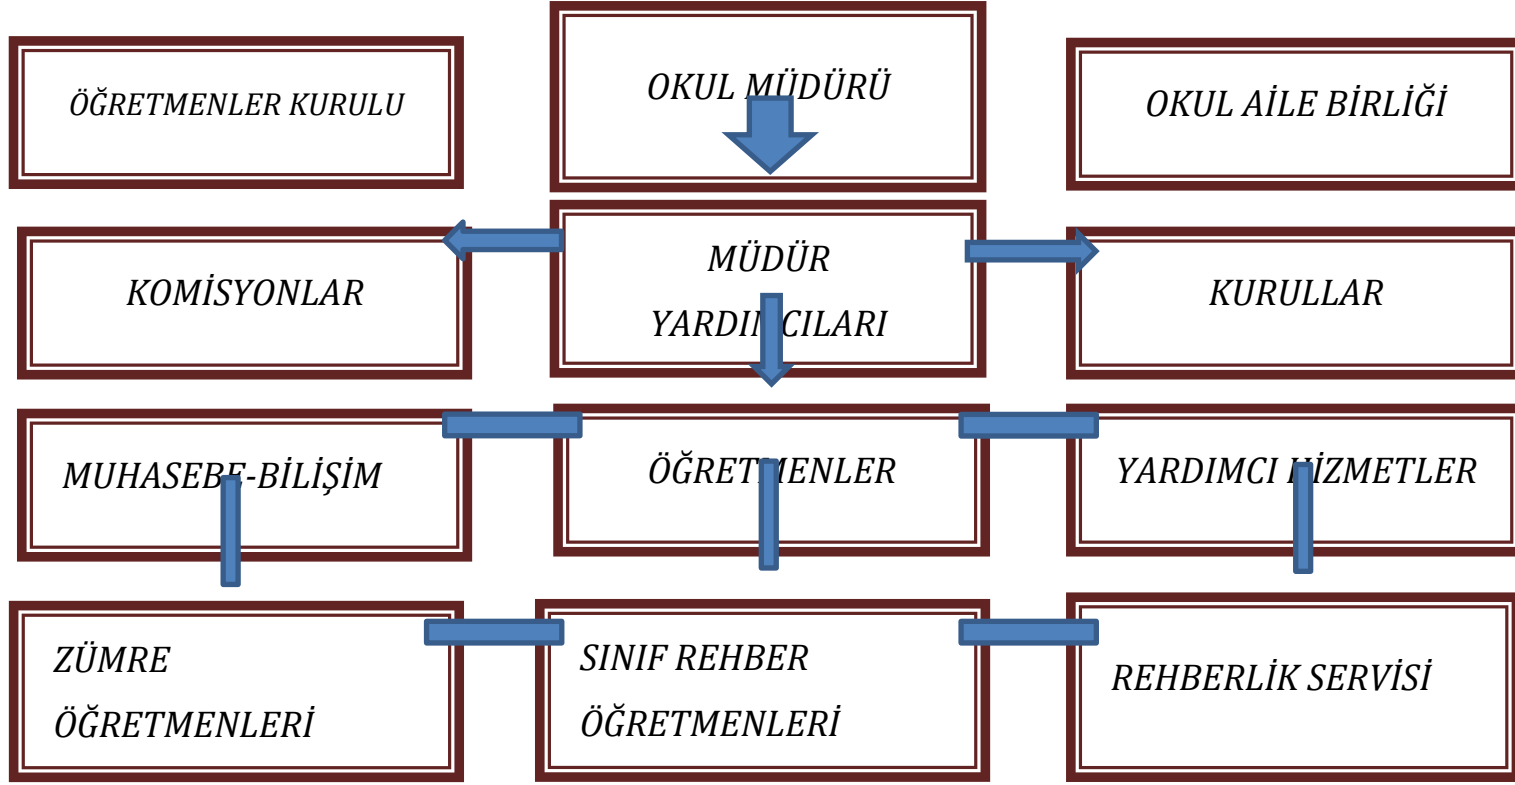 ÖĞRETMENLER KURULU
OKUL MÜDÜRÜ
OKUL AİLE BİRLİĞİ
KOMİSYONLAR
MÜDÜR
YARDIMCILARI
KURULLAR
MUHASEBE-BİLİŞİM
ÖĞRETMENLER
YARDIMCI HİZMETLER
ZÜMRE
ÖĞRETMENLERİ
SINIF REHBER
ÖĞRETMENLERİ
REHBERLİK SERVİSİ